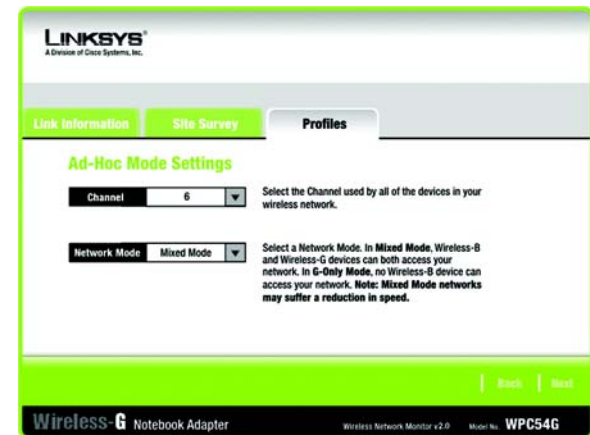 LINKSYS®
A Division of Cisco Systems, Inc.
Link Information
Site Survey
Profiles
Ad-Hoc Mode Settings
Channel
6
Select the Channel used by all of the devices in your
wireless network.
Network Mode
Mixed Mode
Select a Network Mode. In Mixed Mode, Wireless-B
and Wireless-G devices can both access your
network. In G-Only Mode, no Wireless-B device can
access your network. Note: Mixed Mode networks
may suffer a reduction in speed.
Back
Next
Wireless-G Notebook Adapter
Wireless Network Monitor v2.0
Model No. WPC54G